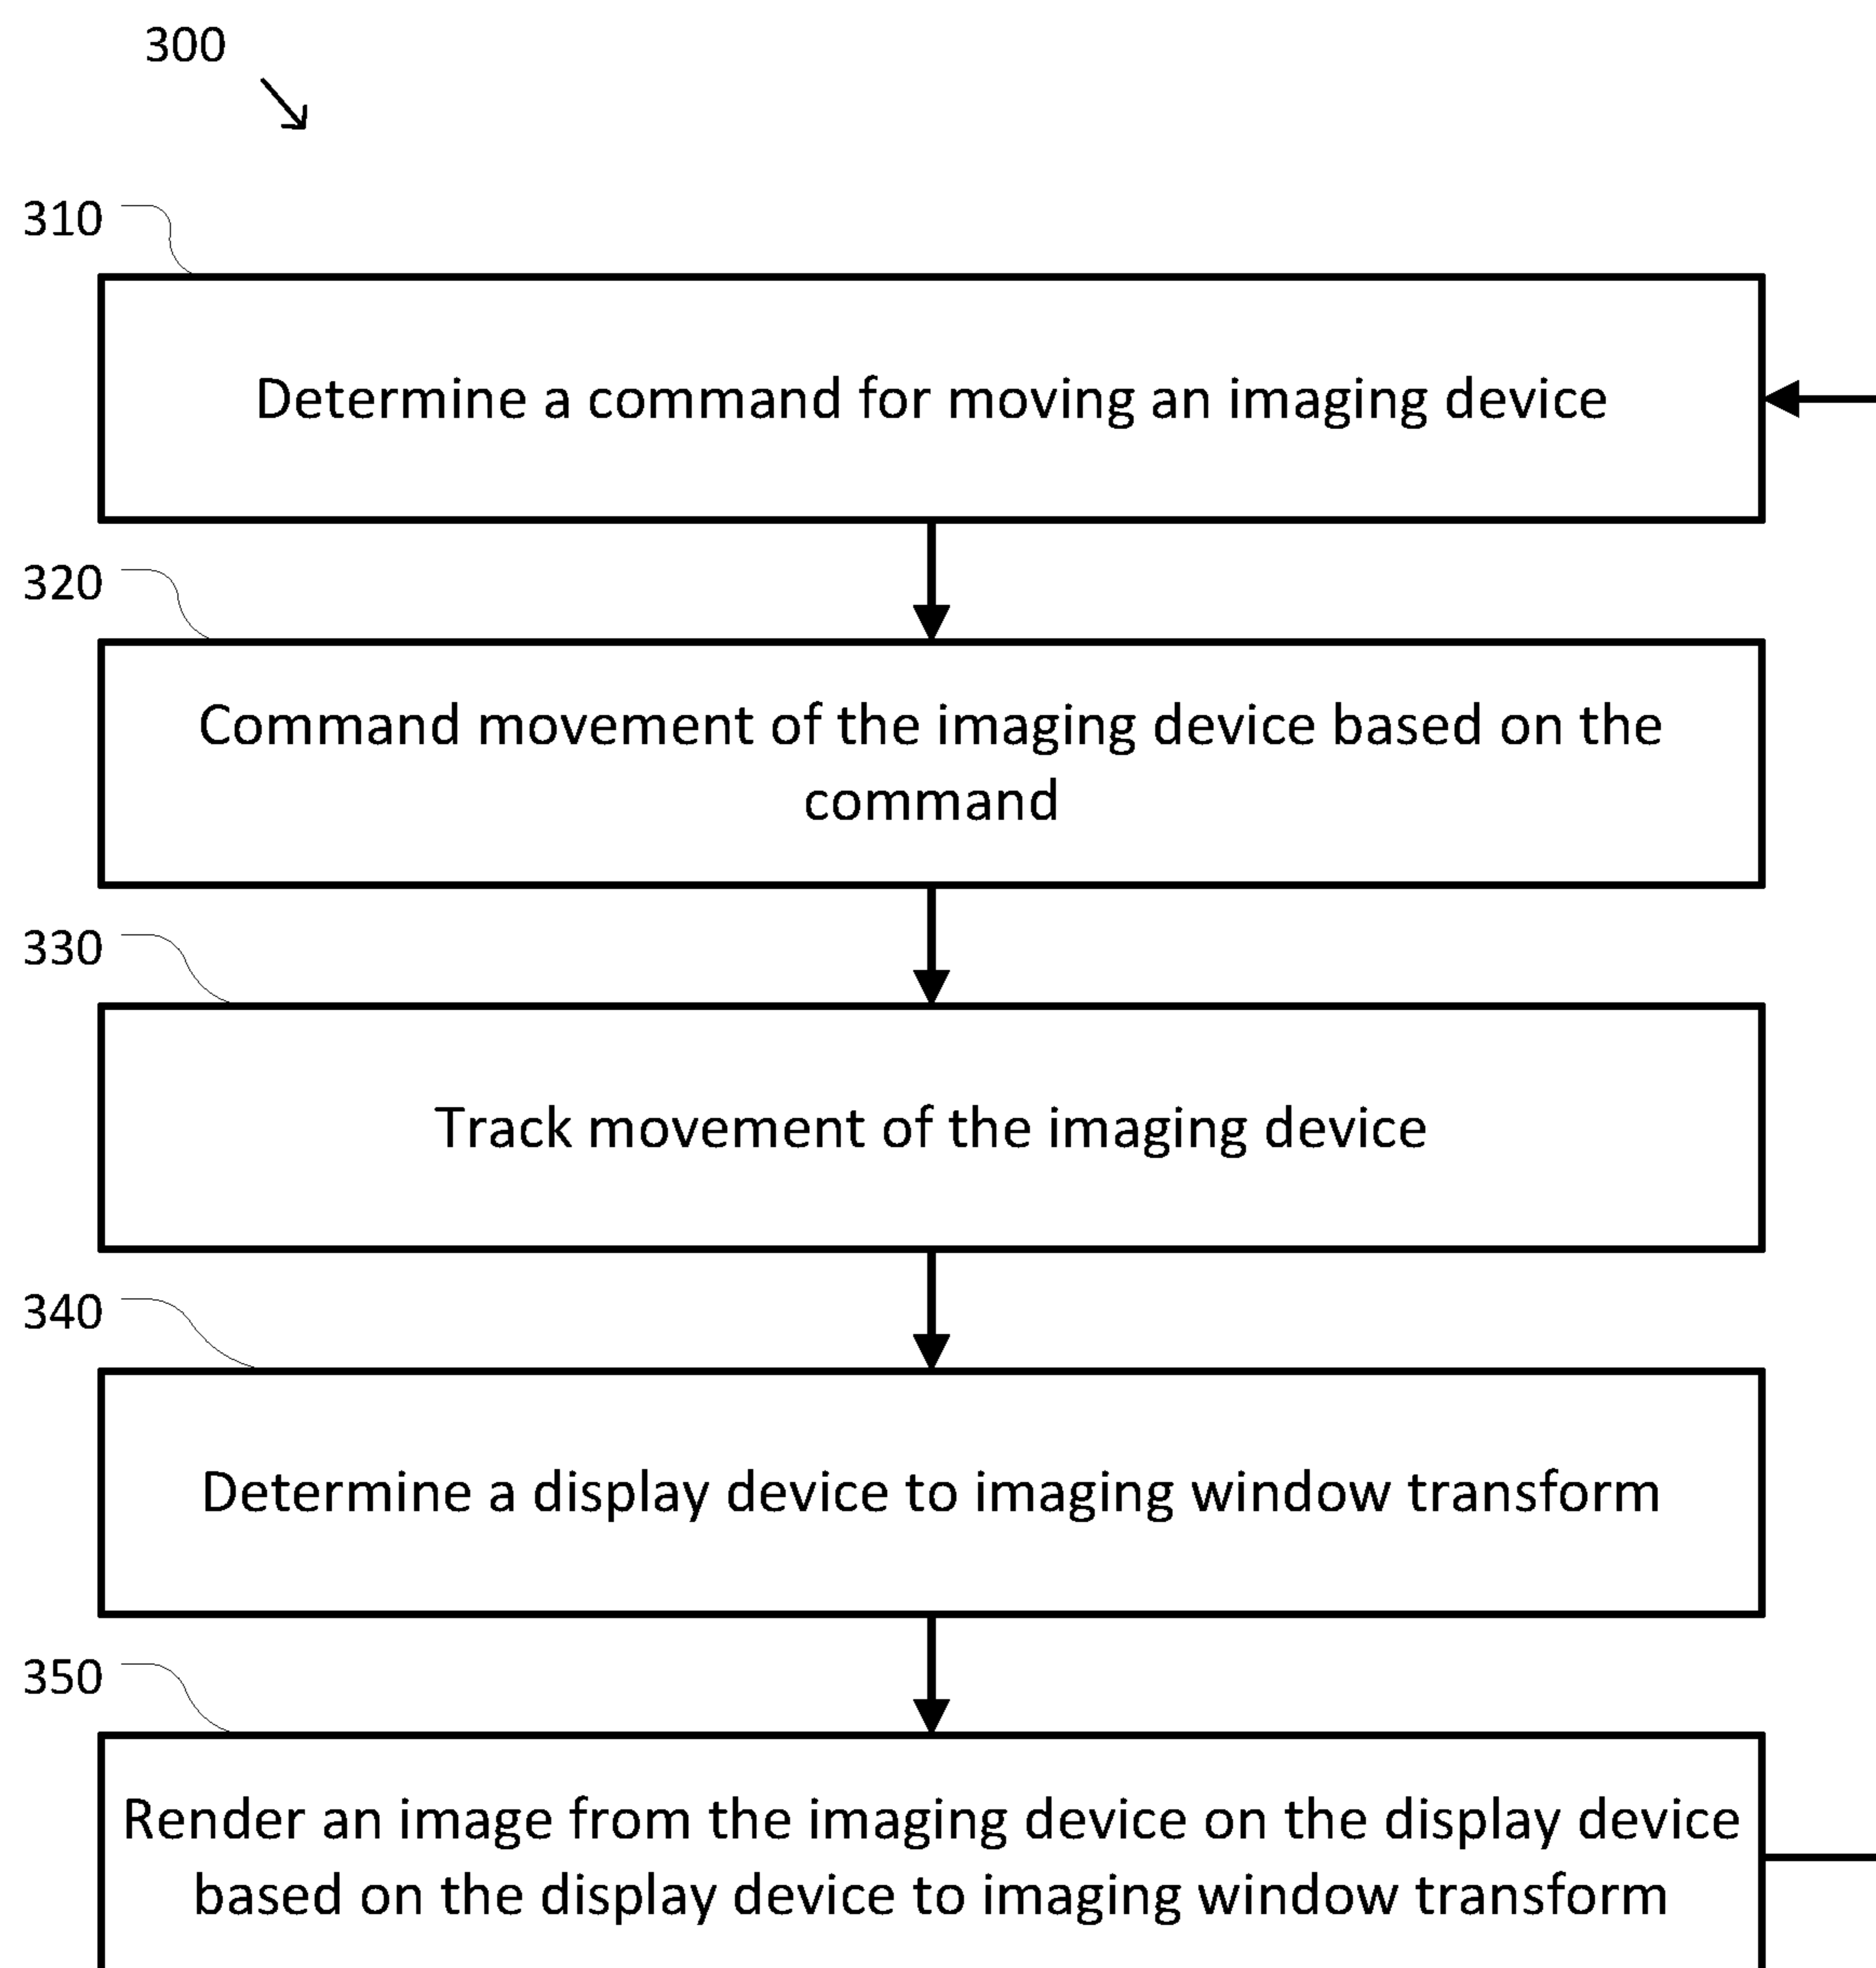 300
310
Determine a command for moving an imaging device
320
Command movement of the imaging device based on the
command
330
Track movement of the imaging device
340
Determine a display device to imaging window transform
350
Render an image from the imaging device on the display device
based on the display device to imaging window transform